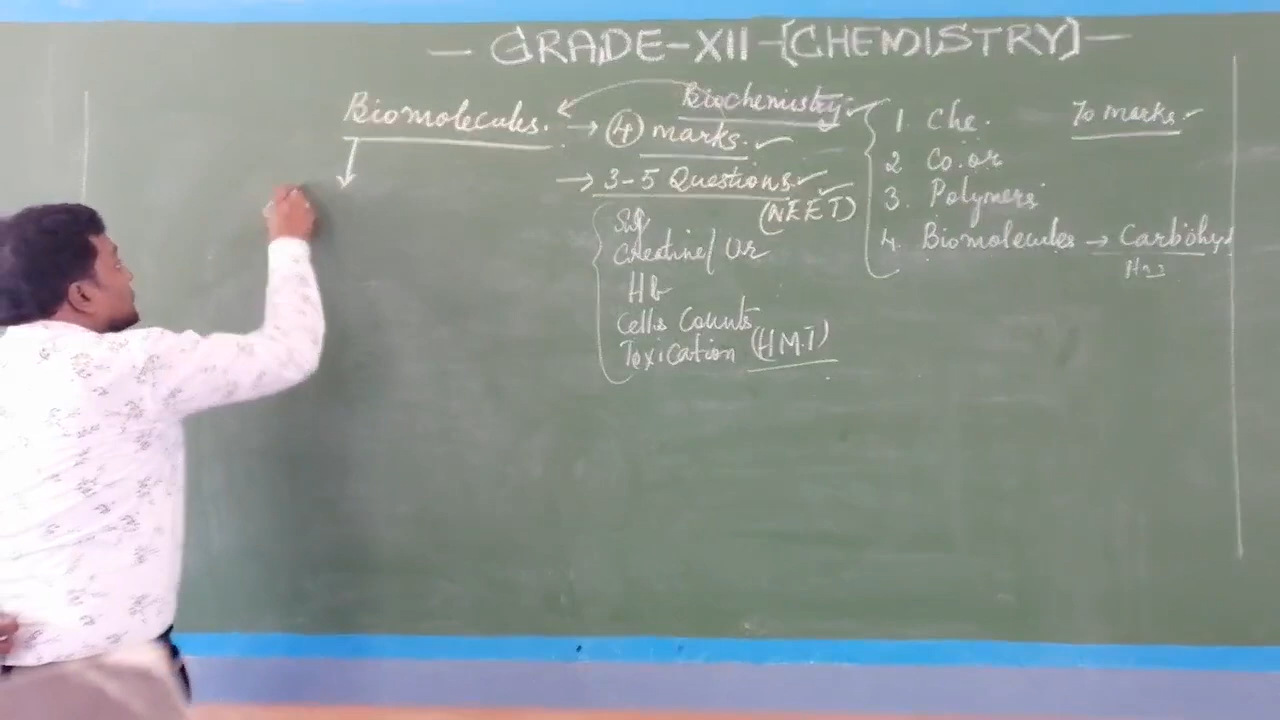 — GRADE-XII -[CHEMISTRY]—
Biomolecules.
→ 4 marks.
→ 3-5 Questions
(NEET)
Creatine/ Ur
Hb
Cells Counts
Toxication (H.M.T)
Biochemistry.
1. Che. 70 marks
2 Co.or
3. Polymers
4. Biomolecules → Carbohy